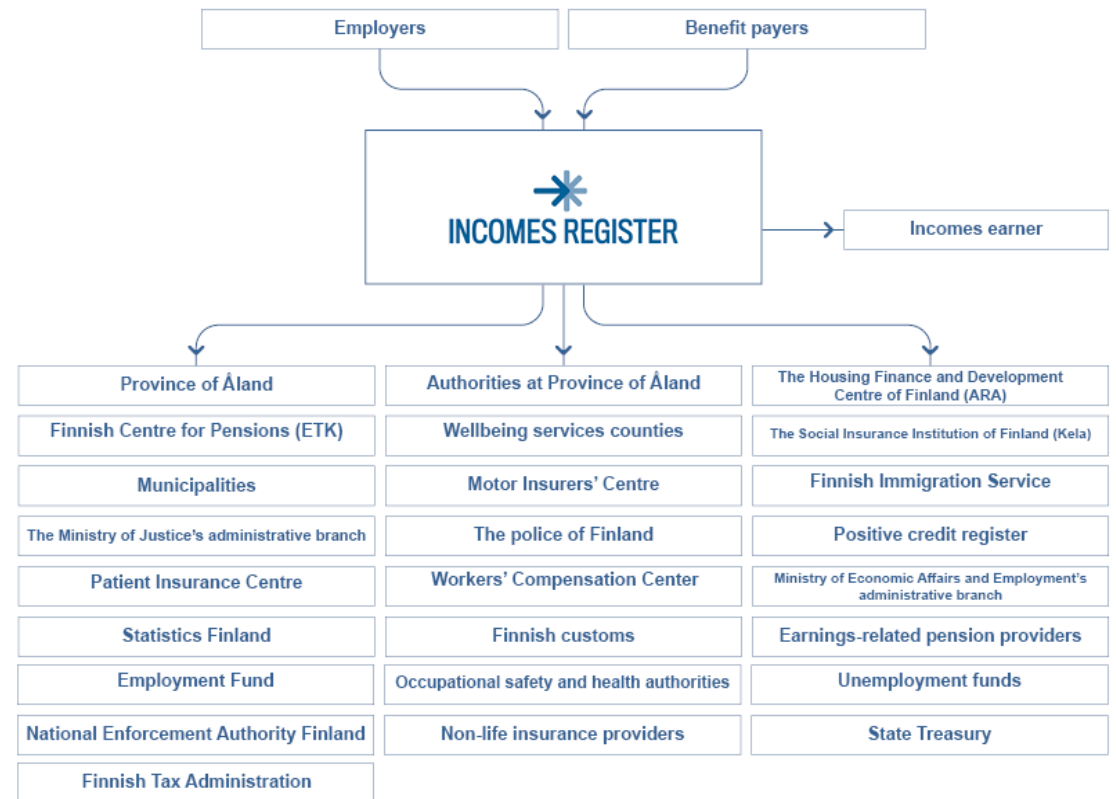 Employers
Benefit payers
INCOMES REGISTER
Incomes earner
Province of Åland
Authorities at Province of Åland
The Housing Finance and Development
Centre of Finland (ARA)
Finnish Centre for Pensions (ETK)
Wellbeing services counties
The Social Insurance Institution of Finland (Kela)
Municipalities
Motor Insurers’ Centre
Finnish Immigration Service
The Ministry of Justice’s administrative branch
The police of Finland
Positive credit register
Patient Insurance Centre
Workers’ Compensation Center
Ministry of Economic Affairs and Employment’s
administrative branch
Statistics Finland
Finnish customs
Earnings-related pension providers
Employment Fund
Occupational safety and health authorities
Unemployment funds
National Enforcement Authority Finland
Non-life insurance providers
State Treasury
Finnish Tax Administration